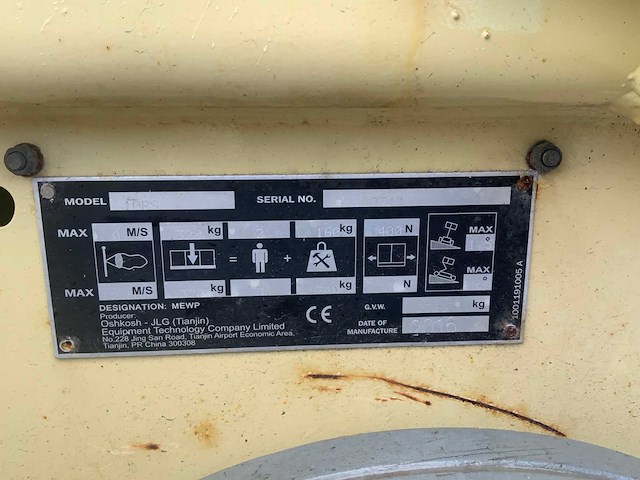 MODEL SERIAL NO.
MAX M/S kg 2 kg N MAX
°
= +
MAX °
MAX M/S kg kg N
DESIGNATION: MEWP
Producer:
Oshkosh - JLG (Tianjin)
Equipment Technology Company Limited
No.228 Jing San Road, Tianjin Airport Economic Area,
Tianjin, PR China 300308
CE
G.V.W. kg
DATE OF
MANUFACTURE
1001191005 A